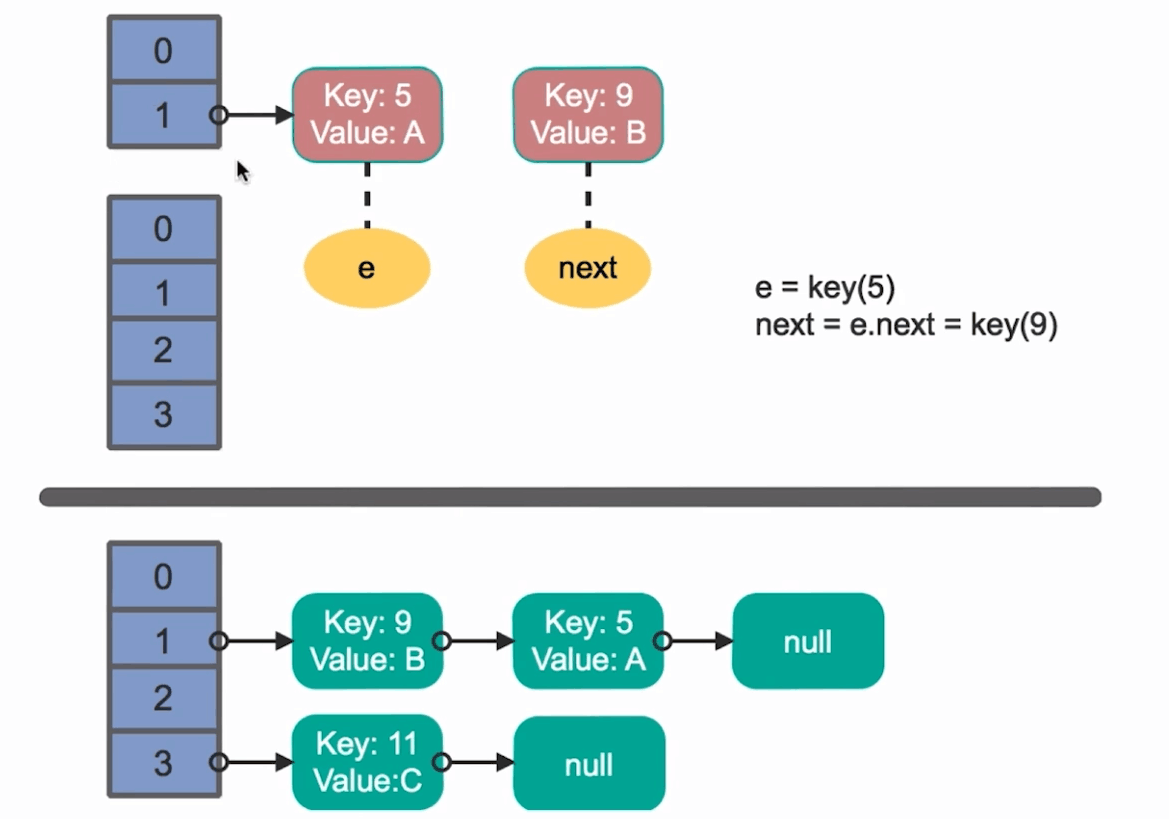 0
1
Key: 5
Value: A
Key: 9
Value: B
0
1
2
3
e
next
e = key(5)
next = e.next = key(9)
0
1
2
3
Key: 9
Value: B
Key: 5
Value: A
null
Key: 11
Value:C
null